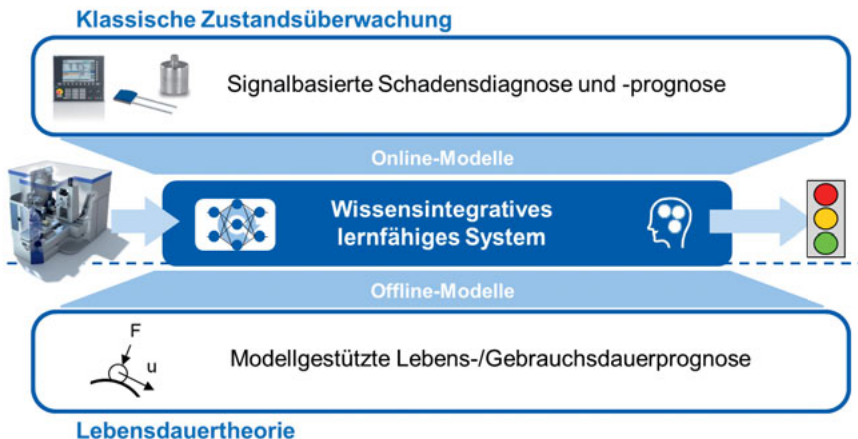 Klassische Zustandsüberwachung
Signalbasierte Schadensdiagnose und -prognose
Online-Modelle
Wissensintegratives
lernfähiges System
Offline-Modelle
F
u
Modellgestützte Lebens-/Gebrauchsdauerprognose
Lebensdauertheorie